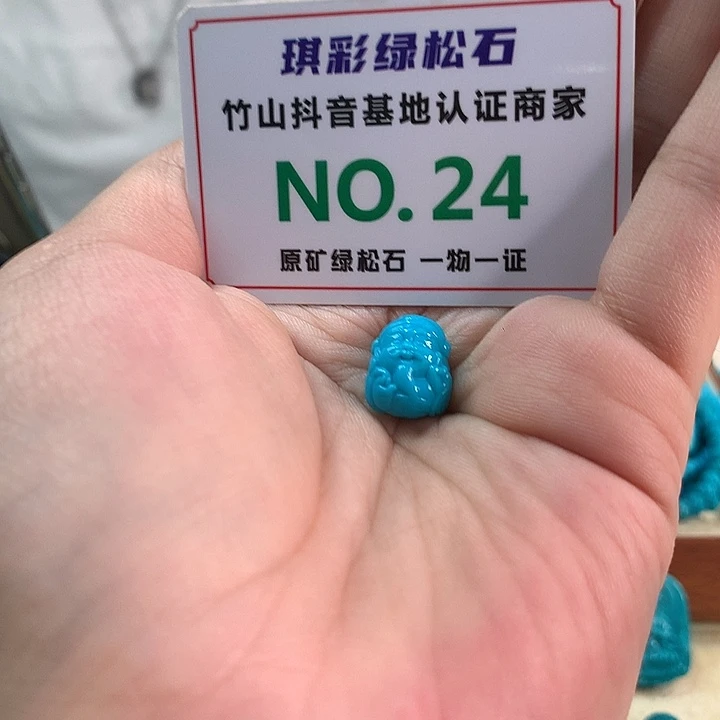 琪彩绿松石
竹山抖音基地认证商家
NO. 24
原矿绿松石 一物一证